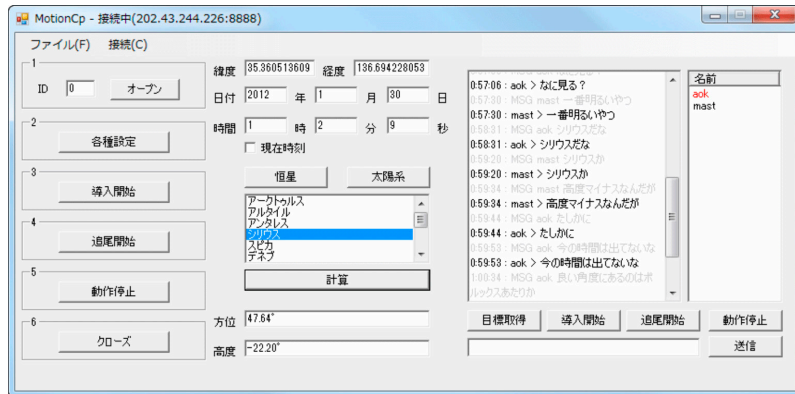 MotionCp - 接続中(202.43.244.226:8888)
ファイル(F) 接続(C)
1
ID 0 オープン
2
各種設定
3
導入開始
4
追尾開始
5
動作停止
6
クローズ
緯度 35.360513609 経度 136.694228053
日付 2012 年 1 月 30 日
時間 1 時 2 分 9 秒
現在時刻
恒星 太陽系
アークトゥルス
アルタイル
アンタレス
シリウス
スピカ
デネブ
計算
方位 47.64°
高度 -22.20°
0:57:06 : aok > なに見る?
0:57:30 : MSG mast 一番明るいやつ
0:57:30 : mast > 一番明るいやつ
0:58:31 : MSG aok シリウスだな
0:58:31 : aok > シリウスだな
0:59:20 : MSG mast シリウスか
0:59:20 : mast > シリウスか
0:59:34 : MSG mast 高度マイナスなんだが
0:59:34 : mast > 高度マイナスなんだが
0:59:44 : MSG aok たしかに
0:59:44 : aok > たしかに
0:59:53 : MSG aok 今の時間は出てないな
0:59:53 : aok > 今の時間は出てないな
1:00:34 : MSG aok 良い角度にあるのはポ
ルックスあたりか
名前
aok
mast
目標取得 導入開始 追尾開始 動作停止
送信